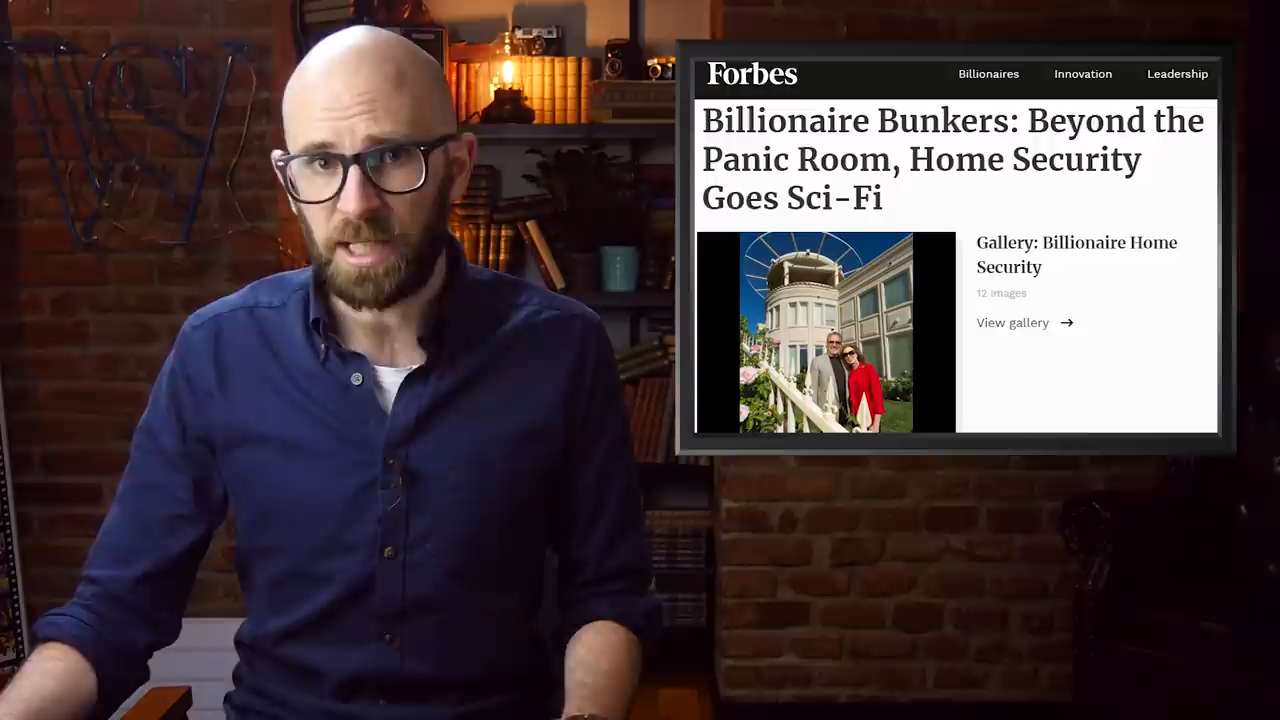 Forbes
Billionaires Innovation Leadership
Billionaire Bunkers: Beyond the
Panic Room, Home Security
Goes Sci-Fi
Gallery: Billionaire Home
Security
12 images
View gallery →